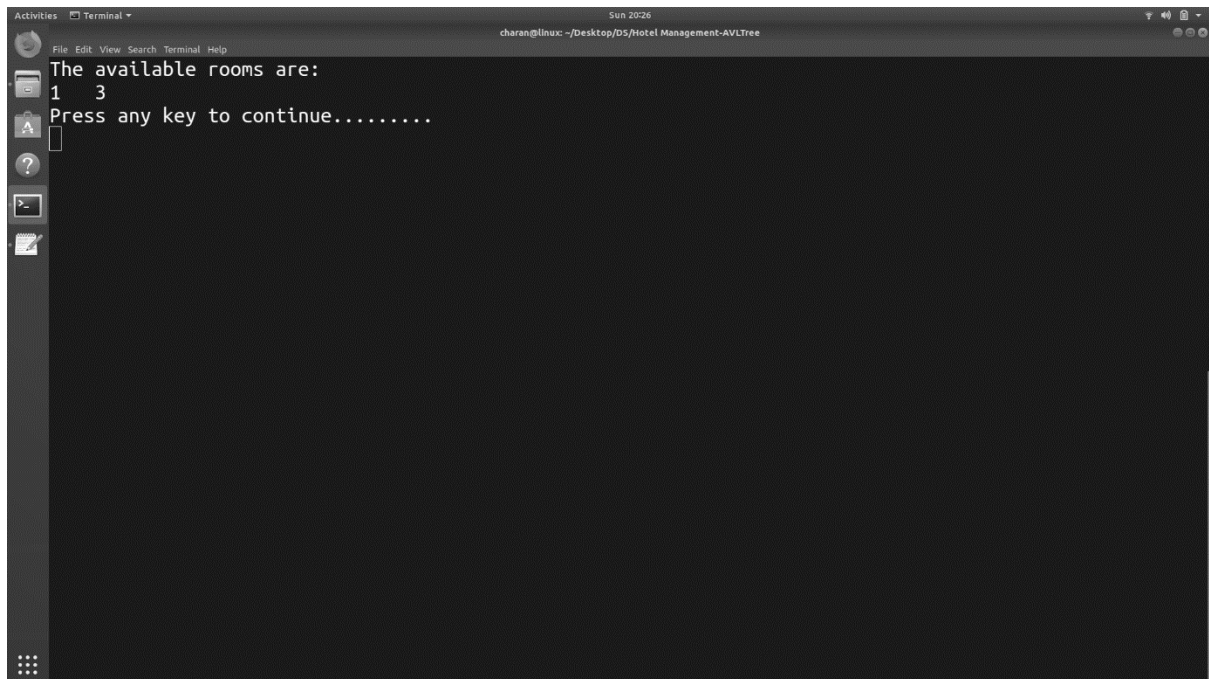 Activities Terminal Sun 20:26
charan@linux: ~/Desktop/DS/Hotel Management-AVLTree
File Edit View Search Terminal Help
The available rooms are:
1 3
Press any key to continue.........